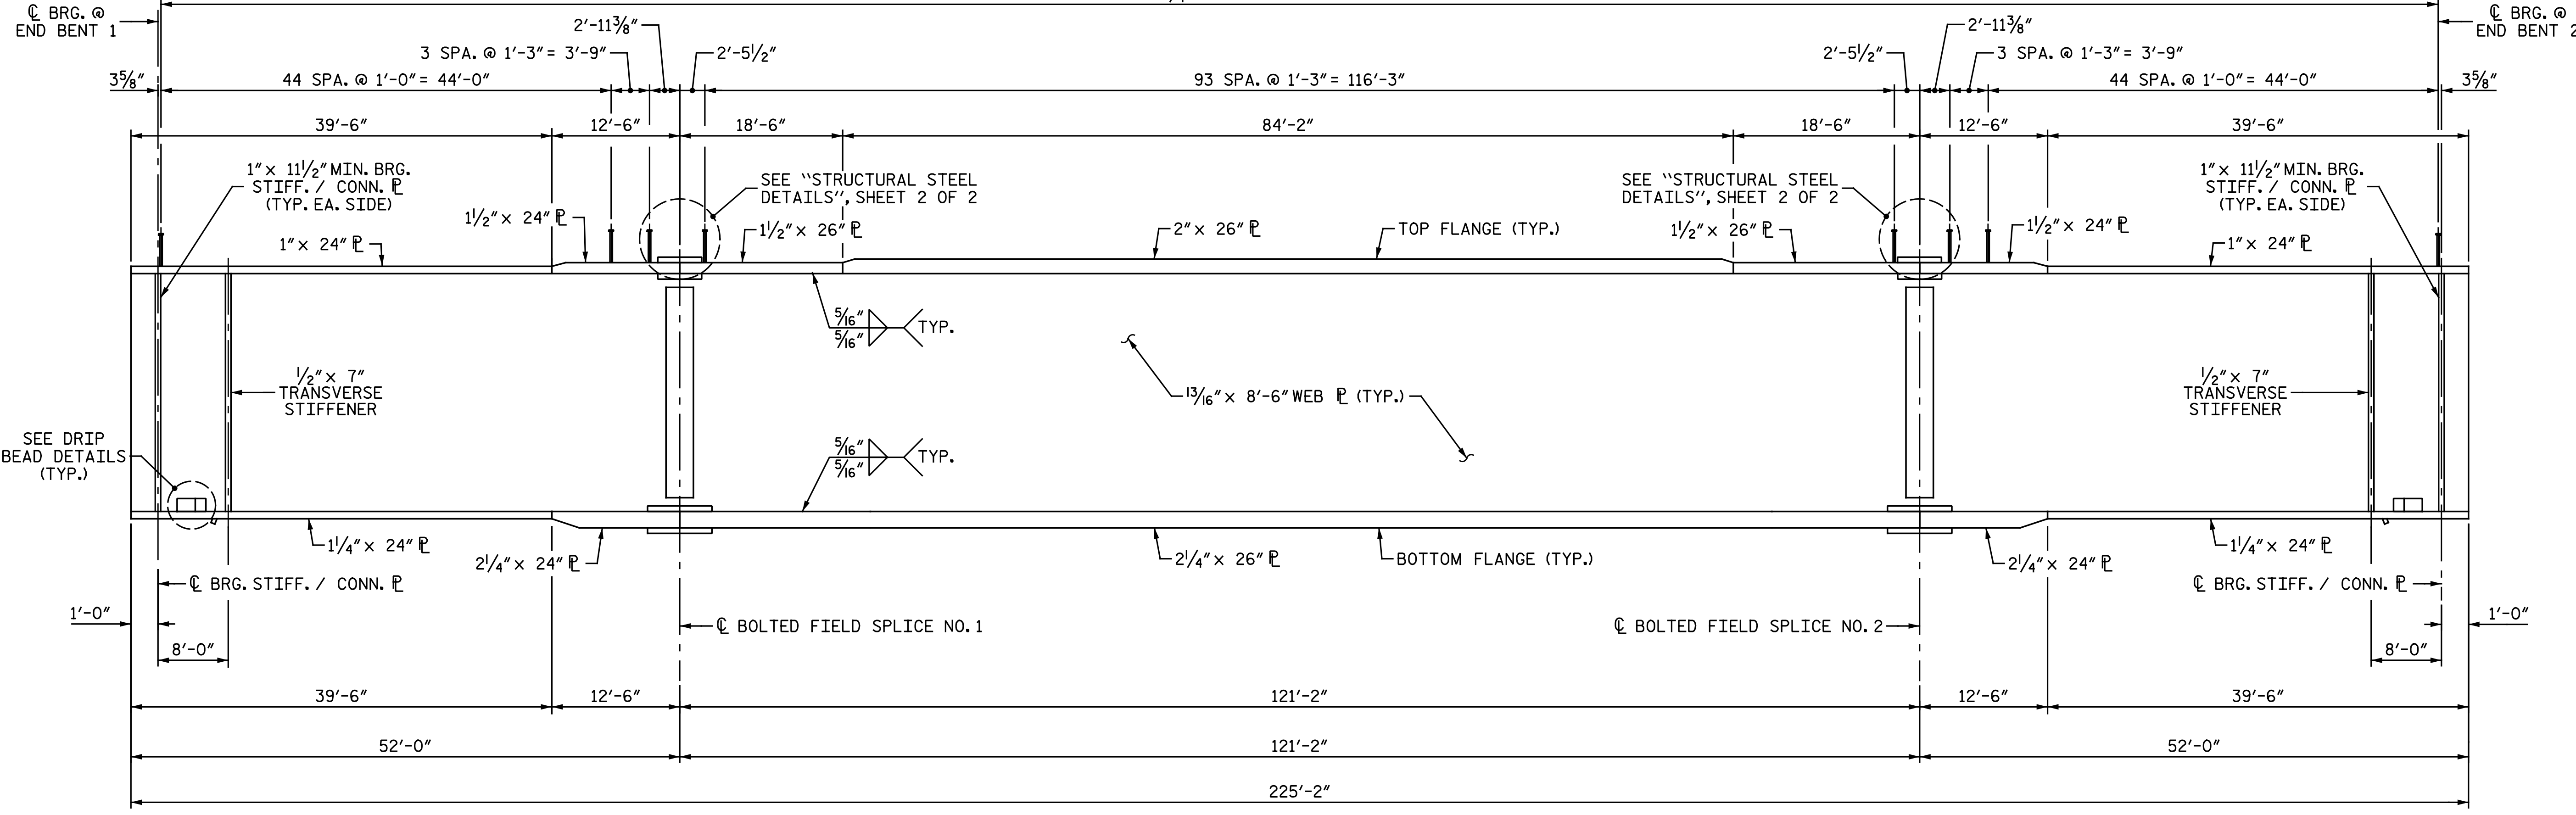 ℄ BRG. @
END BENT 1
℄ BRG. @
END BENT 2
2'-11⅜"
2'-11⅜"
3 SPA. @ 1'-3" = 3'-9"
2'-5½"
2'-5½"
3 SPA. @ 1'-3" = 3'-9"
3⅝"
44 SPA. @ 1'-0" = 44'-0"
93 SPA. @ 1'-3" = 116'-3"
44 SPA. @ 1'-0" = 44'-0"
3⅝"
39'-6"
12'-6"
18'-6"
84'-2"
18'-6"
12'-6"
39'-6"
1" x 11½" MIN. BRG.
STIFF. / CONN. ℙ
(TYP. EA. SIDE)
SEE ``STRUCTURAL STEEL
DETAILS'', SHEET 2 OF 2
SEE ``STRUCTURAL STEEL
DETAILS'', SHEET 2 OF 2
1" x 11½" MIN. BRG.
STIFF. / CONN. ℙ
(TYP. EA. SIDE)
1" x 24" ℙ
1½" x 24" ℙ
1½" x 26" ℙ
2" x 26" ℙ
TOP FLANGE (TYP.)
1½" x 26" ℙ
1½" x 24" ℙ
1" x 24" ℙ
5/16"
5/16"
TYP.
½" x 7"
TRANSVERSE
STIFFENER
13/16" x 8'-6" WEB ℙ (TYP.)
½" x 7"
TRANSVERSE
STIFFENER
SEE DRIP
BEAD DETAILS
(TYP.)
5/16"
5/16"
TYP.
1¼" x 24" ℙ
2¼" x 24" ℙ
2¼" x 26" ℙ
BOTTOM FLANGE (TYP.)
2¼" x 24" ℙ
1¼" x 24" ℙ
℄ BRG. STIFF. / CONN. ℙ
℄ BRG. STIFF. / CONN. ℙ
1'-0"
℄ BOLTED FIELD SPLICE NO. 1
℄ BOLTED FIELD SPLICE NO. 2
1'-0"
8'-0"
8'-0"
39'-6"
12'-6"
121'-2"
12'-6"
39'-6"
52'-0"
121'-2"
52'-0"
225'-2"